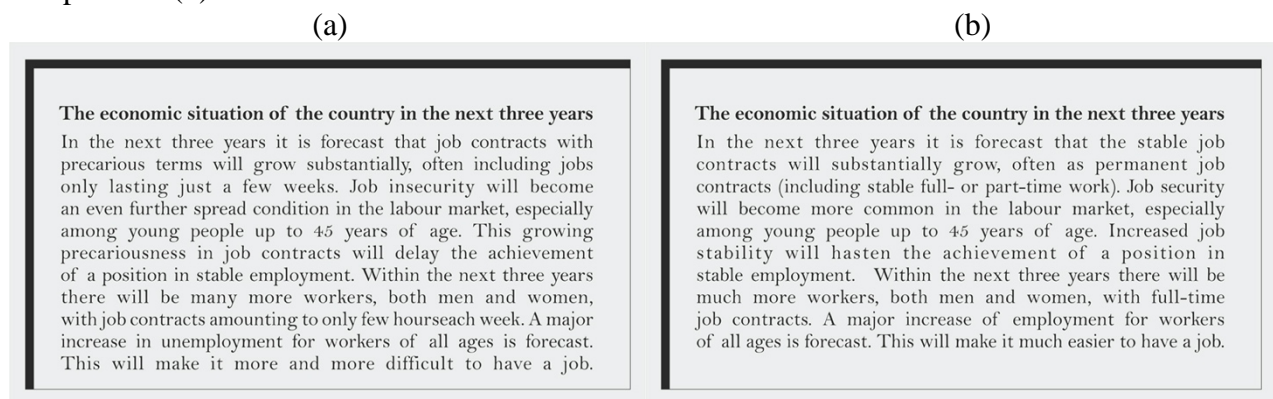 (a)
The economic situation of the country in the next three years
In the next three years it is forecast that job contracts with
precarious terms will grow substantially, often including jobs
only lasting just a few weeks. Job insecurity will become
an even further spread condition in the labour market, especially
among young people up to 45 years of age. This growing
precariousness in job contracts will delay the achievement
of a position in stable employment. Within the next three years
there will be many more workers, both men and women,
with job contracts amounting to only few hourseach week. A major
increase in unemployment for workers of all ages is forecast.
This will make it more and more difficult to have a job.
(b)
The economic situation of the country in the next three years
In the next three years it is forecast that the stable job
contracts will substantially grow, often as permanent job
contracts (including stable full- or part-time work). Job security
will become more common in the labour market, especially
among young people up to 45 years of age. Increased job
stability will hasten the achievement of a position in
stable employment. Within the next three years there will be
much more workers, both men and women, with full-time
job contracts. A major increase of employment for workers
of all ages is forecast. This will make it much easier to have a job.